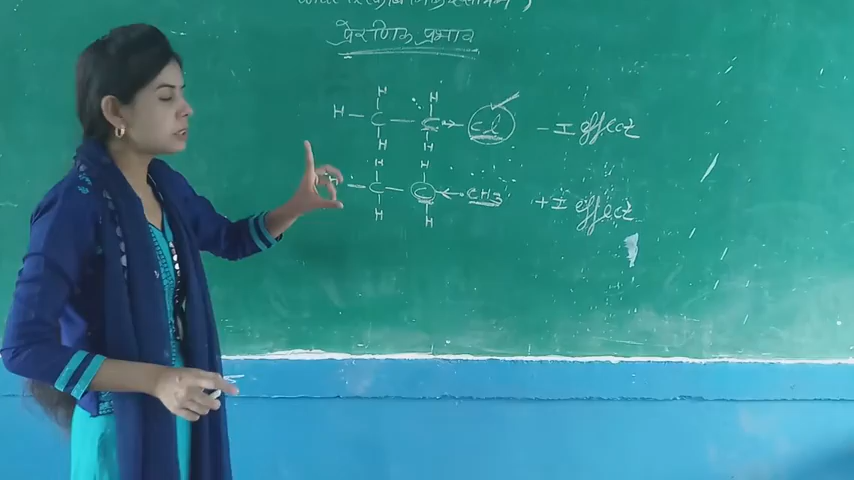 प्रेरणिक प्रभाव
H H
H — C — C →— Cl — I effect
H H
H H
H — C — C ←— CH3 + I effect
H H